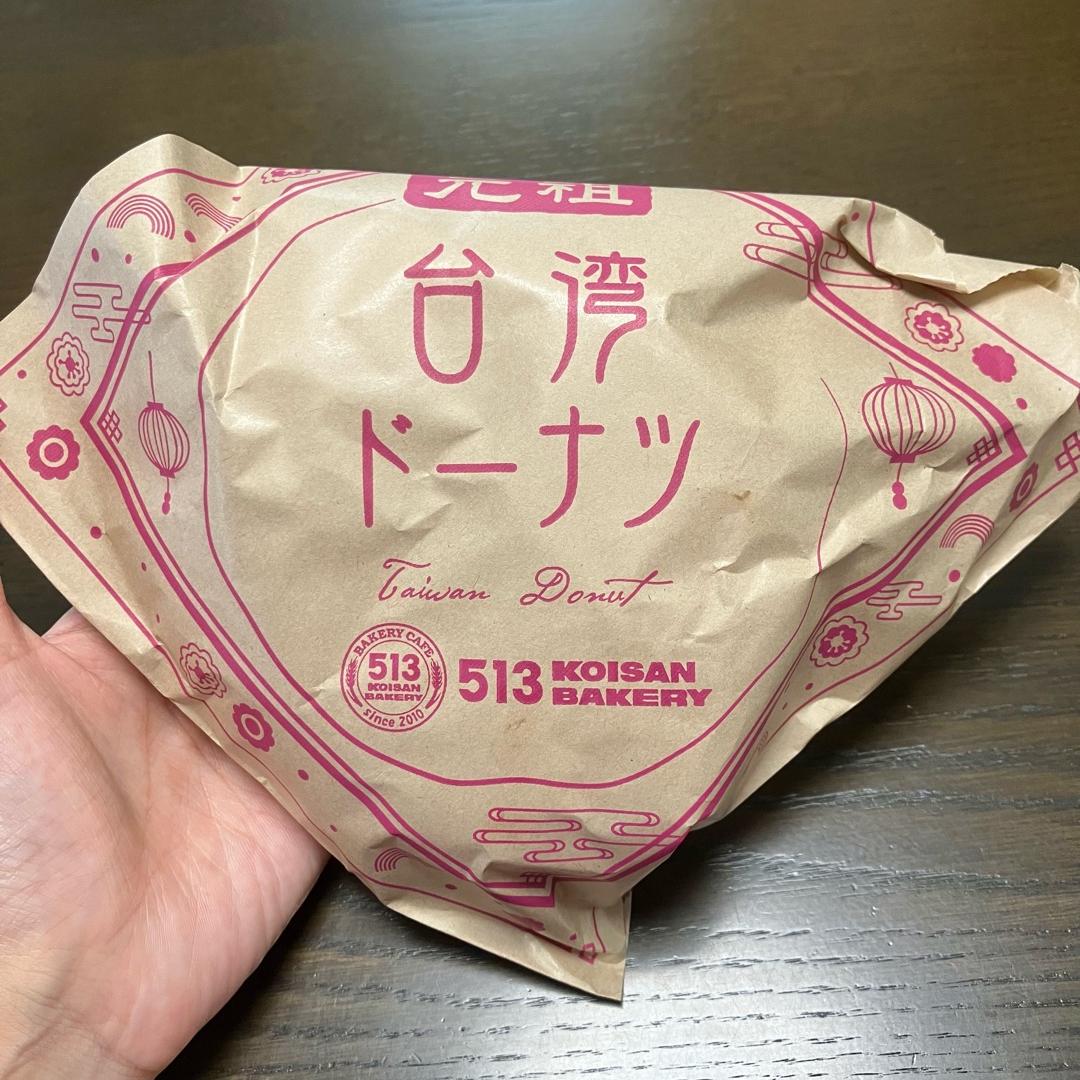 元祖
台湾
ドーナツ
Taiwan Donut
BAKERY CAFE
513
KOISAN
BAKERY
since 2010
513 KOISAN
BAKERY